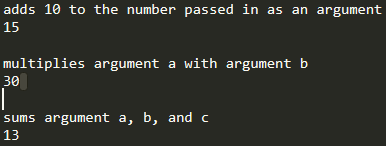 adds 10 to the number passed in as an argument
15
multiplies argument a with argument b
30
sums argument a, b, and c
13